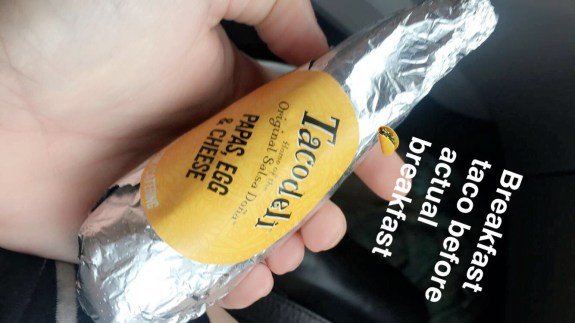 Tacodeli
Home of the
Original Salsa Doña
PAPAS, EGG
& CHEESE
Breakfast
taco before
actual
breakfast